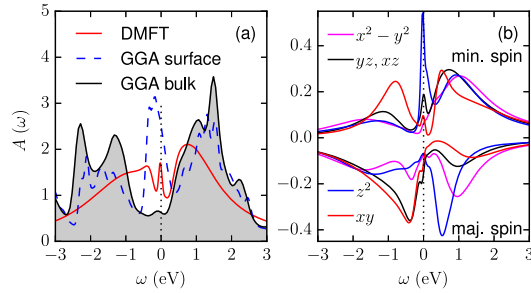 (a)
DMFT
GGA surface
GGA bulk
A (ω)
5
4
3
2
1
0
−3 −2 −1 0 1 2 3
ω (eV)
(b)
x² − y²
yz, xz
min. spin
z²
xy
maj. spin
0.4
0.2
0.0
−0.2
−0.4
−3 −2 −1 0 1 2 3
ω (eV)